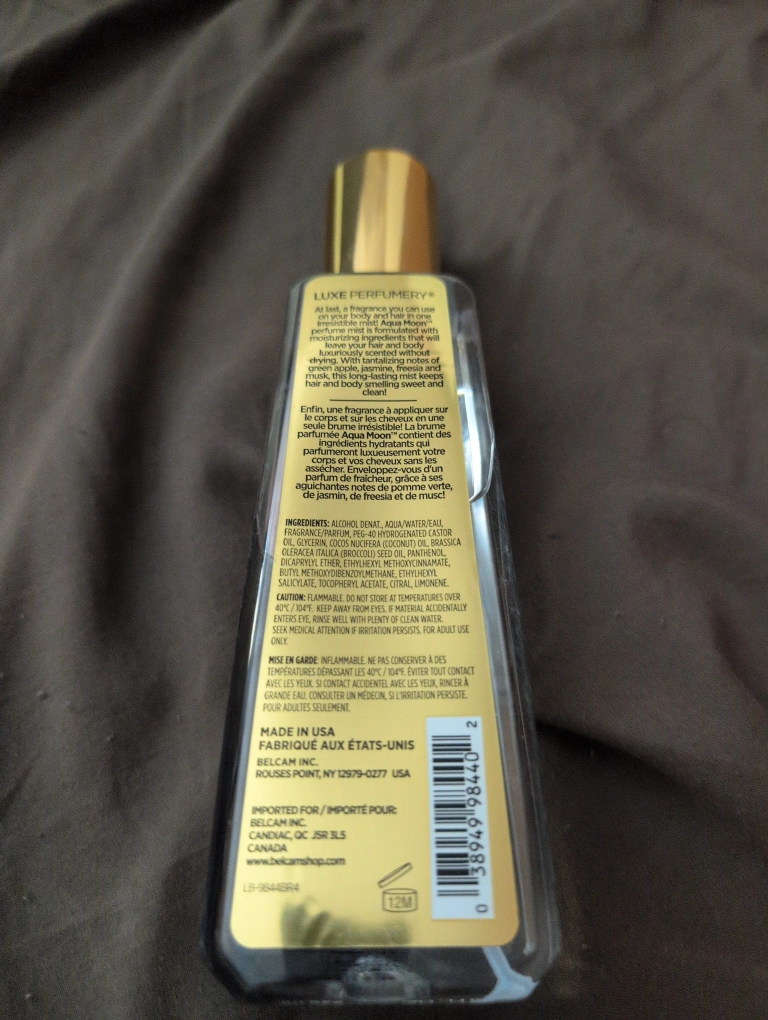 LUXE PERFUMERY®
At last, a fragrance you can use
on your body and hair in one
irresistible mist! Aqua Moon™
perfume mist is formulated with
moisturizing ingredients that will
leave your hair and body
luxuriously scented without
drying. With tantalizing notes of
green apple, jasmine, freesia and
musk, this long-lasting mist keeps
hair and body smelling sweet and
clean!
Enfin, une fragrance à appliquer sur
le corps et sur les cheveux en une
seule brume irrésistible! La brume
parfumée Aqua Moon™ contient des
ingrédients hydratants qui
parfumeront luxueusement votre
corps et vos cheveux sans les
assécher. Enveloppez-vous d'un
parfum de fraîcheur, grâce à ses
aguichantes notes de pomme verte,
de jasmin, de freesia et de musc!
INGREDIENTS: ALCOHOL DENAT., AQUA/WATER/EAU,
FRAGRANCE/PARFUM, PEG-40 HYDROGENATED CASTOR
OIL, GLYCERIN, COCOS NUCIFERA (COCONUT) OIL, BRASSICA
OLERACEA ITALICA (BROCCOLI) SEED OIL, PANTHENOL,
DICAPRYLYL ETHER, ETHYLHEXYL METHOXYCINNAMATE,
BUTYL METHOXYDIBENZOYLMETHANE, ETHYLHEXYL
SALICYLATE, TOCOPHERYL ACETATE, CITRAL, LIMONENE.
CAUTION: FLAMMABLE. DO NOT STORE AT TEMPERATURES OVER
40°C / 104°F. KEEP AWAY FROM EYES. IF MATERIAL ACCIDENTALLY
ENTERS EYE, RINSE WELL WITH PLENTY OF CLEAN WATER.
SEEK MEDICAL ATTENTION IF IRRITATION PERSISTS. FOR ADULT USE
ONLY.
MISE EN GARDE: INFLAMMABLE. NE PAS CONSERVER À DES
TEMPÉRATURES DÉPASSANT LES 40°C / 104°F. ÉVITER TOUT CONTACT
AVEC LES YEUX. SI CONTACT ACCIDENTEL AVEC LES YEUX, RINCER À
GRANDE EAU. CONSULTER UN MÉDECIN, SI L'IRRITATION PERSISTE.
POUR ADULTES SEULEMENT.
MADE IN USA
FABRIQUÉ AUX ÉTATS-UNIS
BELCAM INC.
ROUSES POINT, NY 12979-0277 USA
IMPORTED FOR / IMPORTÉ POUR:
BELCAM INC.
CANDIAC, QC J5R 3L5
CANADA
www.belcamshop.com
LB-9844BR4
12M
0 38949 98440 2